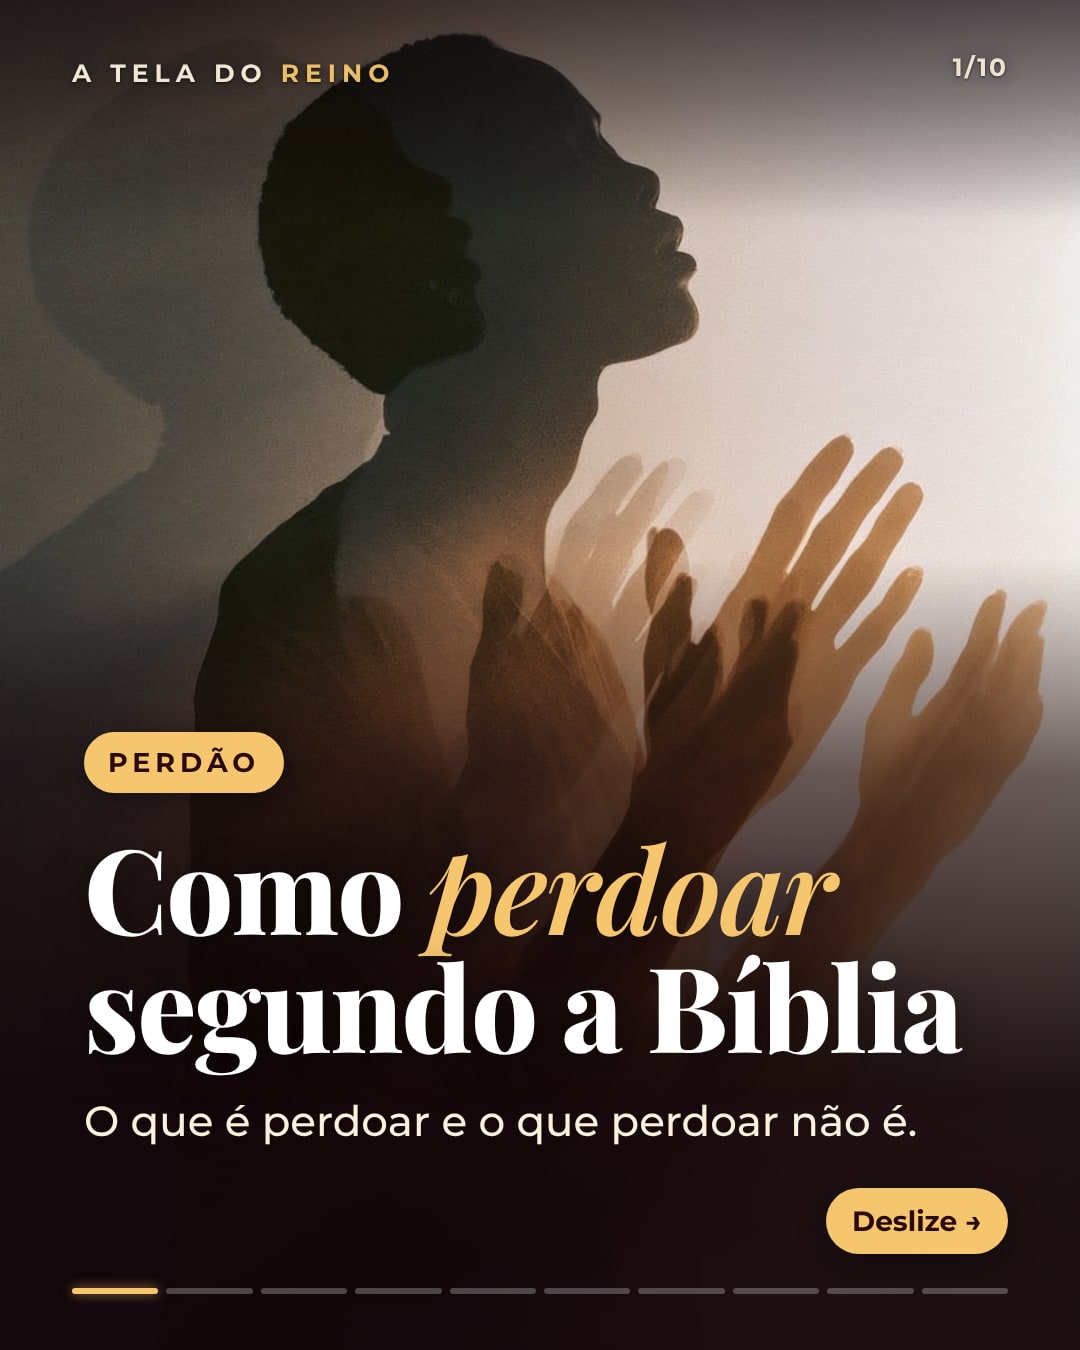 A TELA DO REINO
1/10
PERDÃO
Como perdoar
segundo a Bíblia
O que é perdoar e o que perdoar não é.
Deslize →